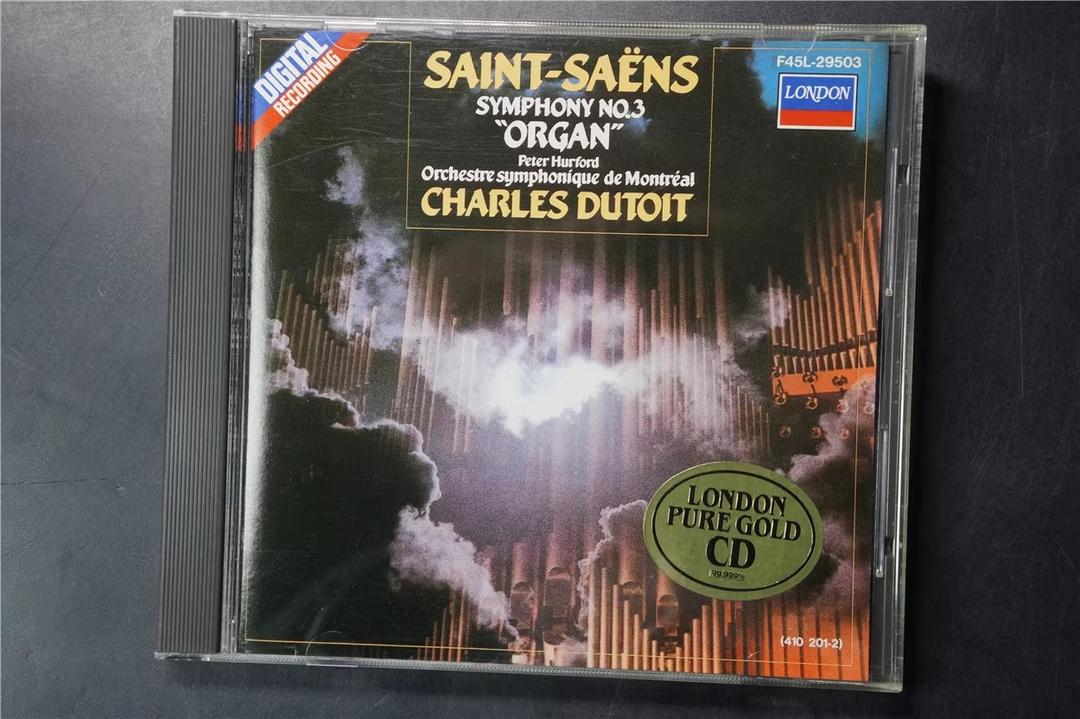 DIGITAL
RECORDING
SAINT-SAËNS
SYMPHONY NO.3
"ORGAN"
Peter Hurford
Orchestre symphonique de Montréal
CHARLES DUTOIT
F45L-29503
LONDON
LONDON
PURE GOLD
CD
99.999%
(410 201-2)